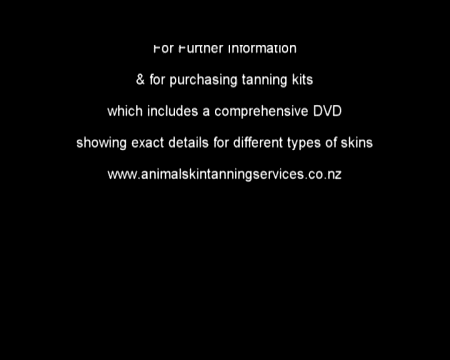 For Further Information
& for purchasing tanning kits
which includes a comprehensive DVD
showing exact details for different types of skins
www.animalskintanningservices.co.nz